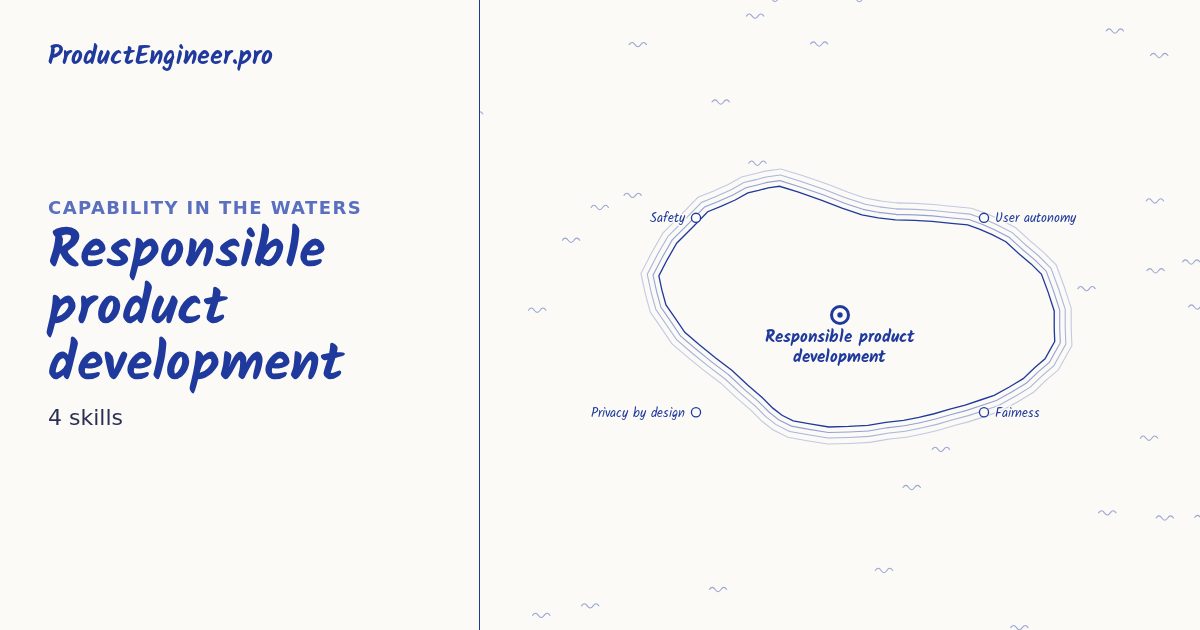 ProductEngineer.pro
CAPABILITY IN THE WATERS
Responsible
product
development
4 skills
Safety
User autonomy
Responsible product
development
Privacy by design
Fairness